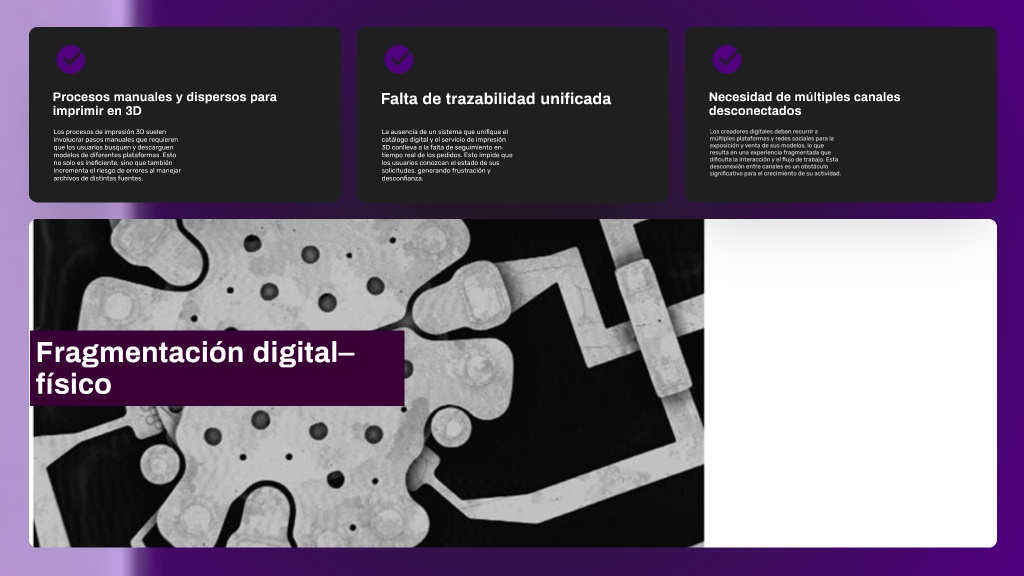 Procesos manuales y dispersos para
imprimir en 3D
Los procesos de impresión 3D suelen
involucrar pasos manuales que requieren
que los usuarios busquen y descarguen
modelos de diferentes plataformas. Esto
no solo es ineficiente, sino que también
incrementa el riesgo de errores al manejar
archivos de distintas fuentes.
Falta de trazabilidad unificada
La ausencia de un sistema que unifique el
catálogo digital y el servicio de impresión
3D conlleva a la falta de seguimiento en
tiempo real de los pedidos. Esto impide que
los usuarios conozcan el estado de sus
solicitudes, generando frustración y
desconfianza.
Necesidad de múltiples canales
desconectados
Los creadores digitales deben recurrir a
múltiples plataformas y redes sociales para la
exposición y venta de sus modelos, lo que
resulta en una experiencia fragmentada que
dificulta la interacción y el flujo de trabajo. Esta
desconexión entre canales es un obstáculo
significativo para el crecimiento de su actividad.
Fragmentación digital–
físico